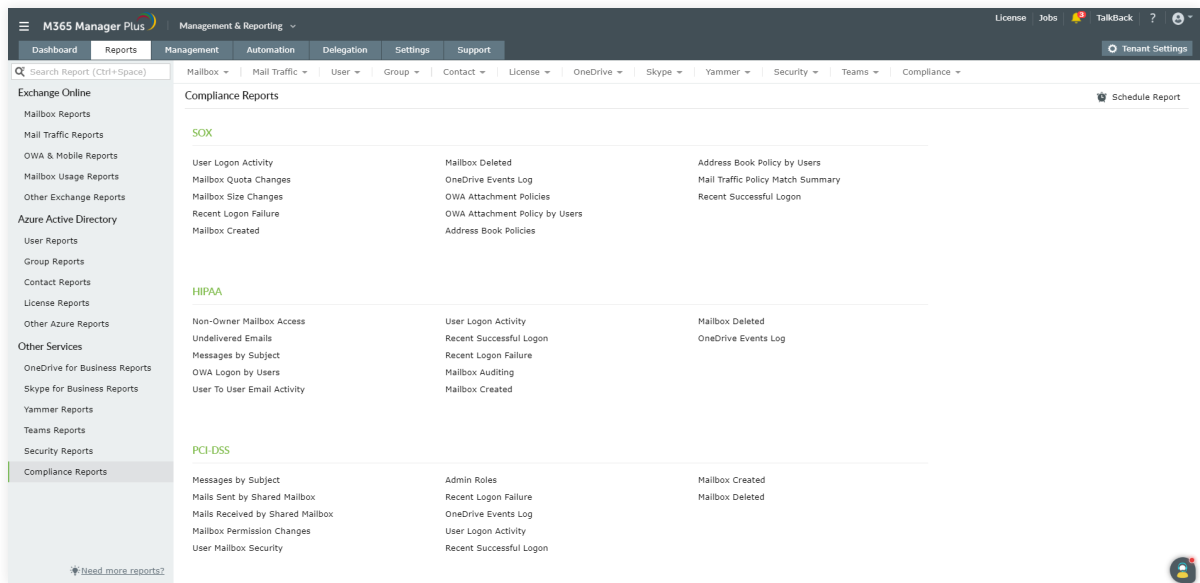 M365 Manager Plus Management & Reporting License Jobs 3 TalkBack ?
Dashboard Reports Management Automation Delegation Settings Support Tenant Settings
Search Report (Ctrl+Space) Mailbox Mail Traffic User Group Contact License OneDrive Skype Yammer Security Teams Compliance
Exchange Online
Mailbox Reports
Mail Traffic Reports
OWA & Mobile Reports
Mailbox Usage Reports
Other Exchange Reports
Azure Active Directory
User Reports
Group Reports
Contact Reports
License Reports
Other Azure Reports
Other Services
OneDrive for Business Reports
Skype for Business Reports
Yammer Reports
Teams Reports
Security Reports
Compliance Reports
Need more reports?
Compliance Reports Schedule Report
SOX
User Logon Activity Mailbox Deleted Address Book Policy by Users
Mailbox Quota Changes OneDrive Events Log Mail Traffic Policy Match Summary
Mailbox Size Changes OWA Attachment Policies Recent Successful Logon
Recent Logon Failure OWA Attachment Policy by Users
Mailbox Created Address Book Policies
HIPAA
Non-Owner Mailbox Access User Logon Activity Mailbox Deleted
Undelivered Emails Recent Successful Logon OneDrive Events Log
Messages by Subject Recent Logon Failure
OWA Logon by Users Mailbox Auditing
User To User Email Activity Mailbox Created
PCI-DSS
Messages by Subject Admin Roles Mailbox Created
Mails Sent by Shared Mailbox Recent Logon Failure Mailbox Deleted
Mails Received by Shared Mailbox OneDrive Events Log
Mailbox Permission Changes User Logon Activity
User Mailbox Security Recent Successful Logon